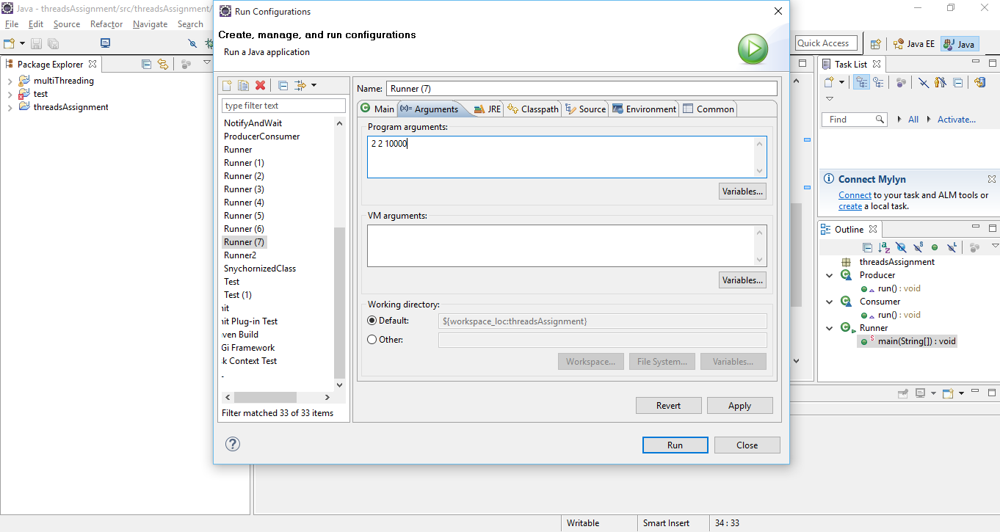 Java - threadsAssignment/src/threadsAssignment/
File Edit Source Refactor Navigate Search
Quick Access
Java EE
Java
Package Explorer
multiThreading
test
threadsAssignment
Run Configurations
Create, manage, and run configurations
Run a Java application
type filter text
NotifyAndWait
ProducerConsumer
Runner
Runner (1)
Runner (2)
Runner (3)
Runner (4)
Runner (5)
Runner (6)
Runner (7)
Runner2
SnychornizedClass
Test
Test (1)
nit
nit Plug-in Test
ven Build
Gi Framework
k Context Test
Filter matched 33 of 33 items
Name: Runner (7)
Main (x)= Arguments JRE Classpath Source Environment Common
Program arguments:
2 2 10000
Variables...
VM arguments:
Variables...
Working directory:
Default: ${workspace_loc:threadsAssignment}
Other:
Workspace... File System... Variables...
Revert Apply
? Run Close
Task List
Find All Activate...
Connect Mylyn
Connect to your task and ALM tools or
create a local task.
Outline
threadsAssignment
Producer
run() : void
Consumer
run() : void
Runner
main(String[]) : void
Writable Smart Insert 34 : 33